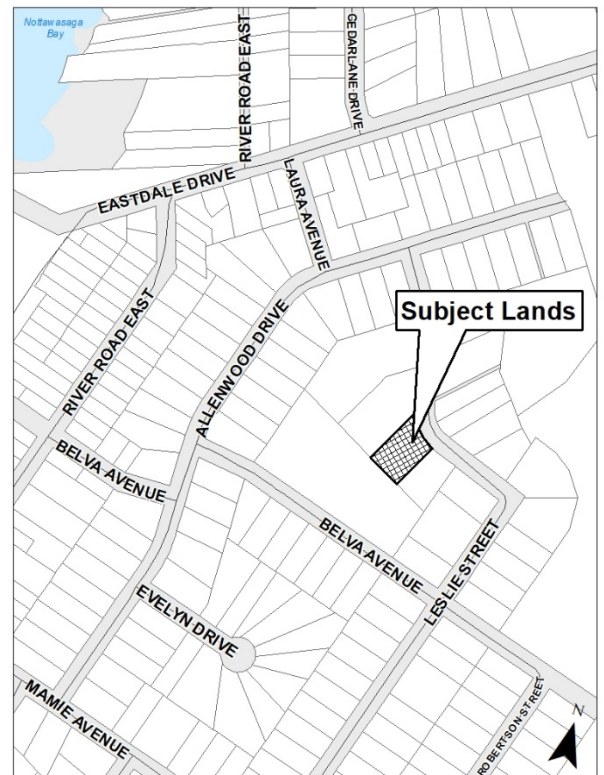 Nottawasaga
Bay
RIVER ROAD EAST
CEDARLANE DRIVE
EASTDALE DRIVE
LAURA AVENUE
RIVER ROAD EAST
ALLENWOOD DRIVE
Subject Lands
BELVA AVENUE
BELVA AVENUE
LESLIE STREET
EVELYN DRIVE
MAMIE AVENUE
ROBERTSON STREET
N